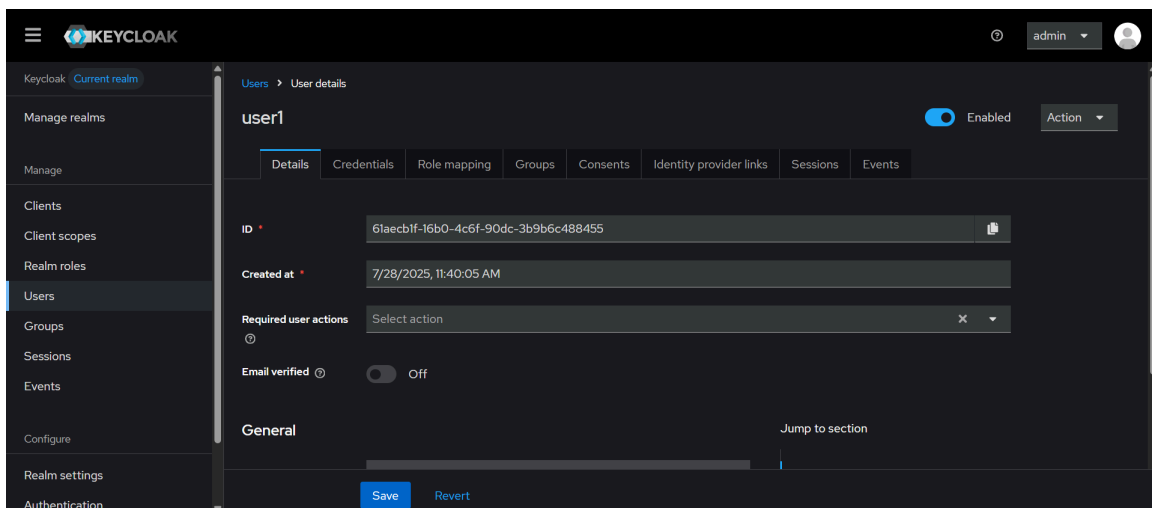 KEYCLOAK
admin
Keycloak Current realm
Manage realms
Manage
Clients
Client scopes
Realm roles
Users
Groups
Sessions
Events
Configure
Realm settings
Authentication
Users > User details
user1
Enabled
Action
Details Credentials Role mapping Groups Consents Identity provider links Sessions Events
ID *
61aecb1f-16b0-4c6f-90dc-3b9b6c488455
Created at *
7/28/2025, 11:40:05 AM
Required user actions
Select action
Email verified
Off
General
Jump to section
Save Revert